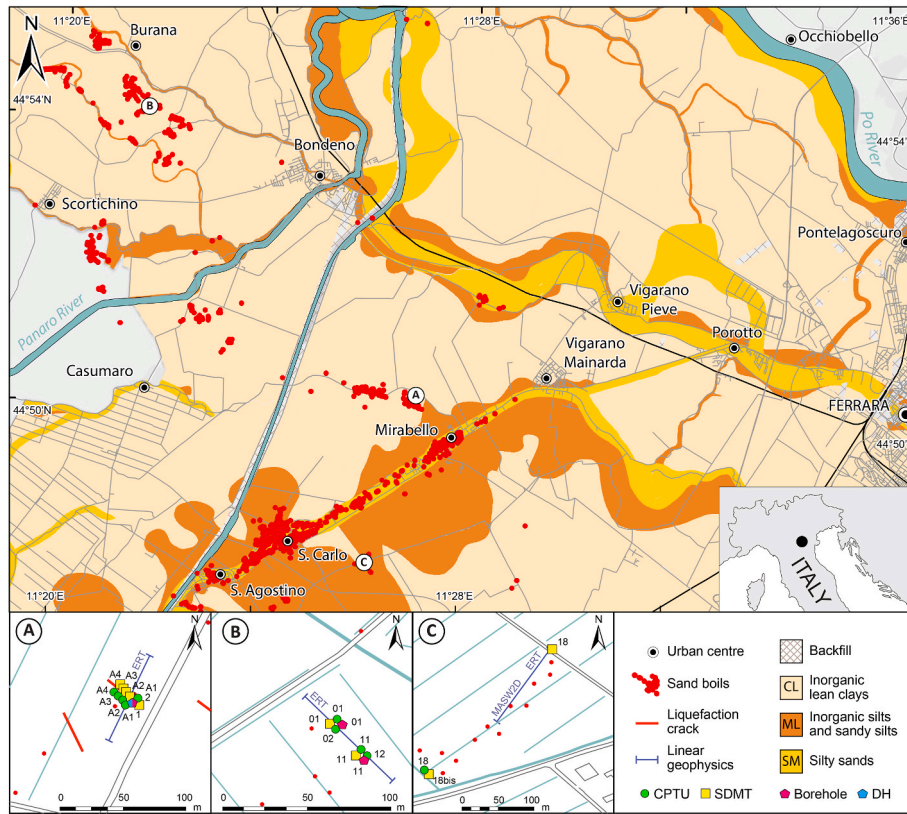 11°20'E
11°28'E
11°36'E
N
Burana
Occhiobello
B
44°54'N
44°54'
Po River
Bondeno
Scortichino
Pontelagoscuro
Panaro River
Vigarano
Pieve
Porotto
Vigarano
Mainarda
Casumaro
A
44°50'N
FERRARA
Mirabello
44°50'
S. Carlo
C
S. Agostino
ITALY
11°20'E
11°28'E
A
N
ERT
A4
A3
A4
A2
A1
A3
2
A2
A1
1
0
50
100
m
B
N
ERT
01
01
01
02
11
12
11
11
0
50
100
m
C
N
18
ERT
MASW2D
18
18bis
0
50
100
m
Urban centre
Sand boils
Liquefaction
crack
Linear
geophysics
Backfill
CL
Inorganic
lean clays
ML
Inorganic silts
and sandy silts
SM
Silty sands
CPTU
SDMT
Borehole
DH